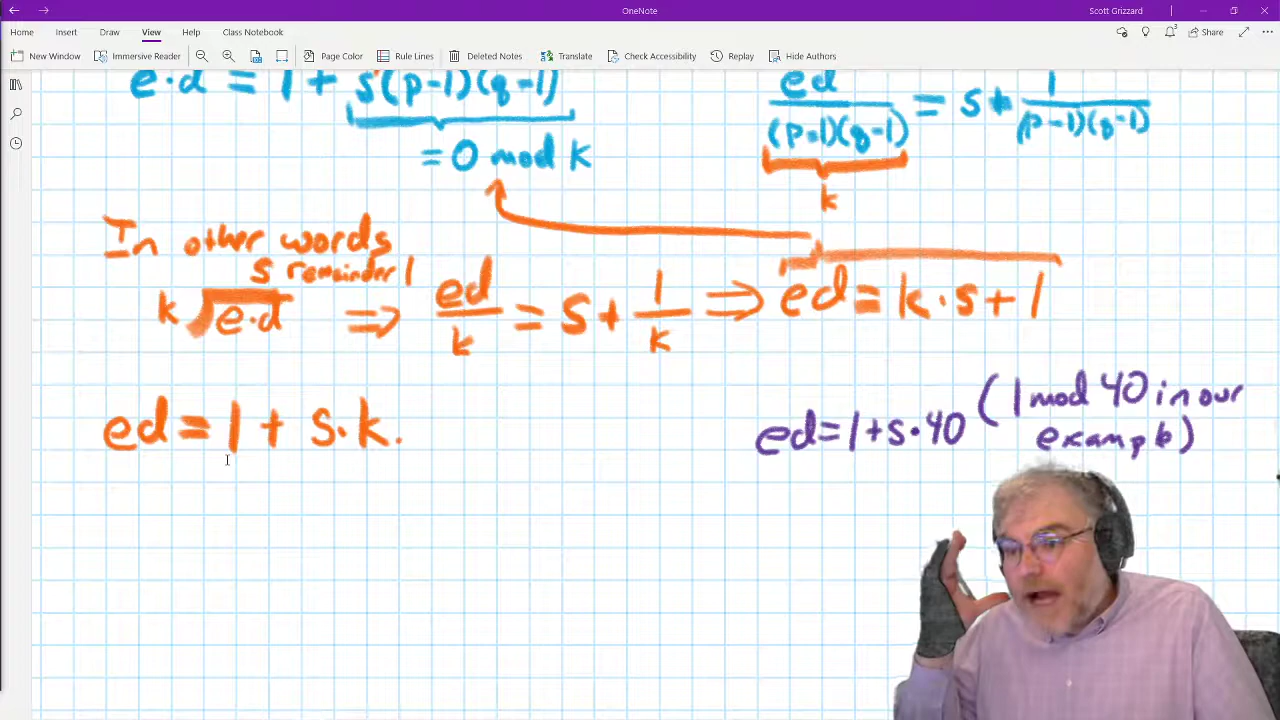 OneNote
Scott Grizzard
Home Insert Draw View Help Class Notebook
Share
New Window Immersive Reader Page Color Rule Lines Deleted Notes Translate Check Accessibility Replay Hide Authors
e·d = 1 + s(p-1)(q-1)
= 0 mod k
ed/(p-1)(q-1) = s + 1/(p-1)(q-1)
k
In other words
s remainder 1
k √e·d ⇒ ed/k = s + 1/k ⇒ ed = k·s + 1
ed = 1 + s·k.
ed = 1 + s·40 (1 mod 40 in our
example)